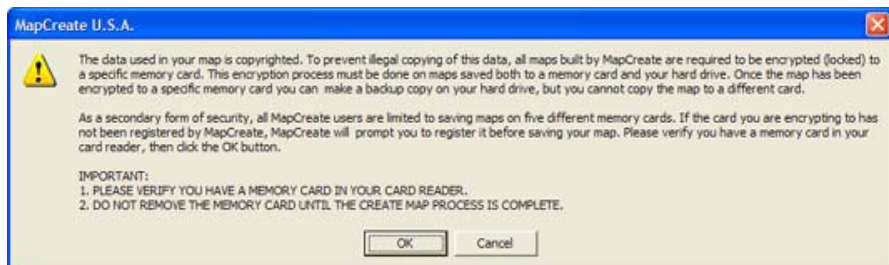 MapCreate U.S.A.
The data used in your map is copyrighted. To prevent illegal copying of this data, all maps built by MapCreate are required to be encrypted (locked) to
a specific memory card. This encryption process must be done on maps saved both to a memory card and your hard drive. Once the map has been
encrypted to a specific memory card you can make a backup copy on your hard drive, but you cannot copy the map to a different card.
As a secondary form of security, all MapCreate users are limited to saving maps on five different memory cards. If the card you are encrypting to has
not been registered by MapCreate, MapCreate will prompt you to register it before saving your map. Please verify you have a memory card in your
card reader, then click the OK button.
IMPORTANT:
1. PLEASE VERIFY YOU HAVE A MEMORY CARD IN YOUR CARD READER.
2. DO NOT REMOVE THE MEMORY CARD UNTIL THE CREATE MAP PROCESS IS COMPLETE.
OK Cancel